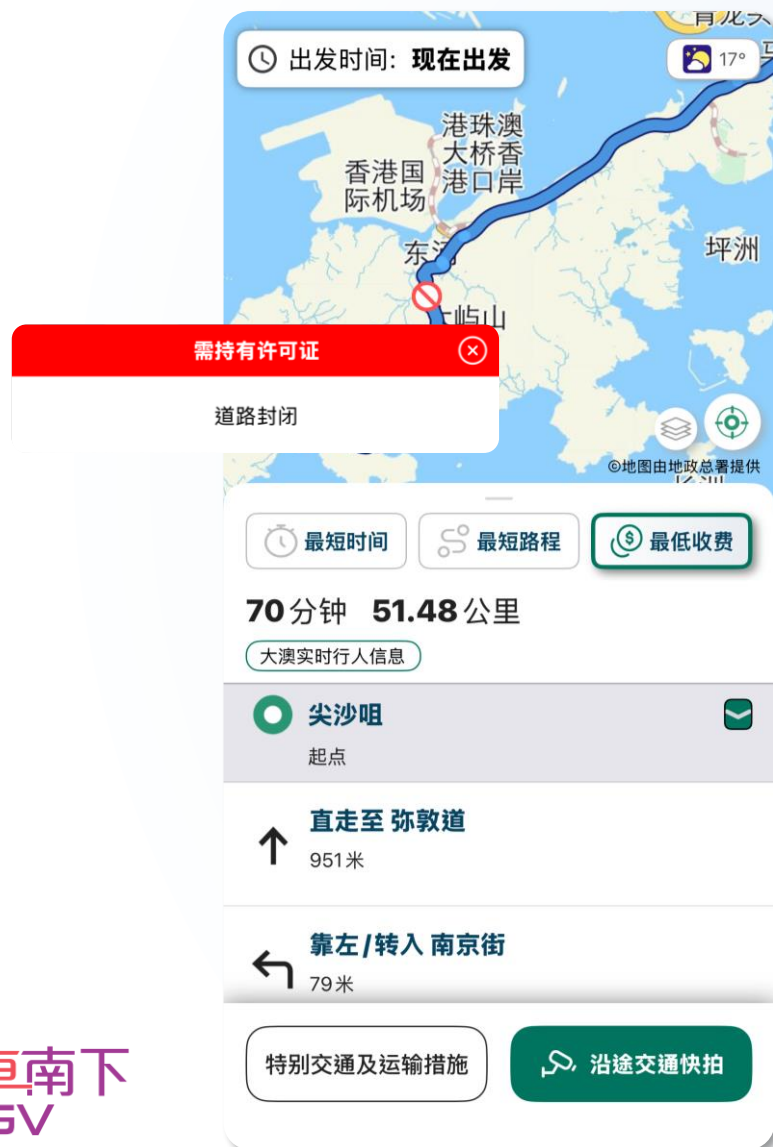 青龙头
出发时间: 现在出发
17°
港珠澳
大桥香
港口岸
香港国
际机场
坪洲
大屿山
需持有许可证
道路封闭
©地图由地政总署提供
最短时间
最短路程
最低收费
70分钟 51.48公里
大澳实时行人信息
尖沙咀
起点
直走至 弥敦道
951米
靠左/转入 南京街
79米
特别交通及运输措施
沿途交通快拍
南下